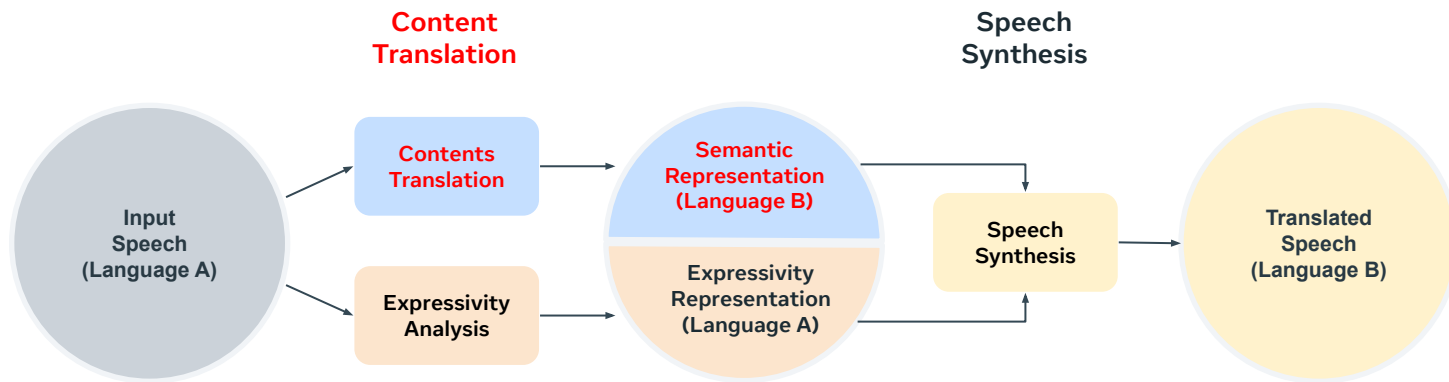 Content
Translation
Speech
Synthesis
Input
Speech
(Language A)
Contents
Translation
Expressivity
Analysis
Semantic
Representation
(Language B)
Expressivity
Representation
(Language A)
Speech
Synthesis
Translated
Speech
(Language B)